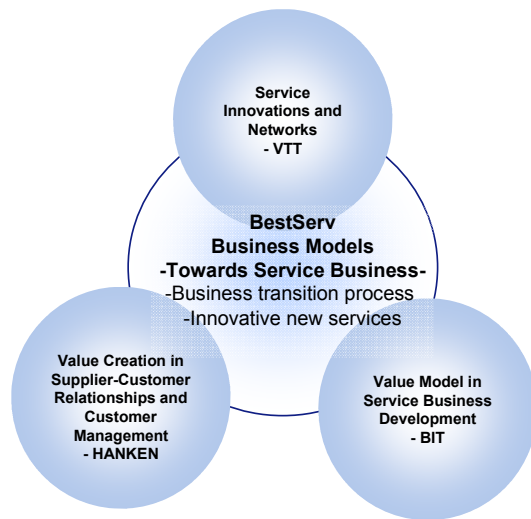 Service
Innovations and
Networks
- VTT
BestServ
Business Models
-Towards Service Business-
-Business transition process
-Innovative new services
Value Creation in
Supplier-Customer
Relationships and
Customer
Management
- HANKEN
Value Model in
Service Business
Development
- BIT